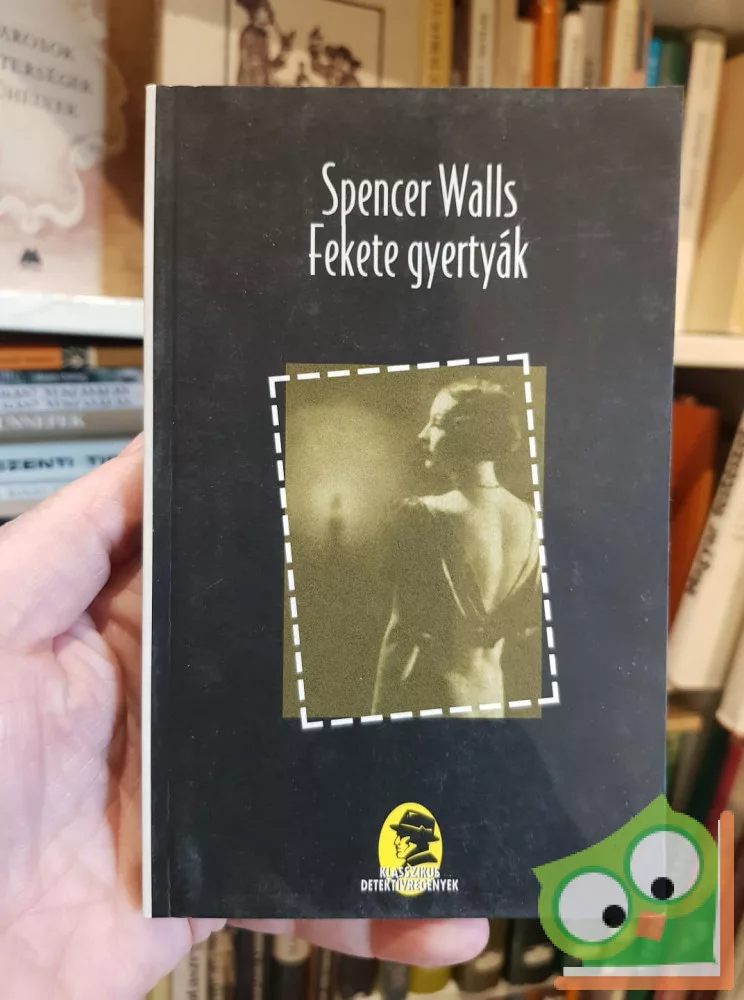 Spencer Walls
Fekete gyertyák
KLASSZIKUS
DETEKTÍVREGÉNYEK